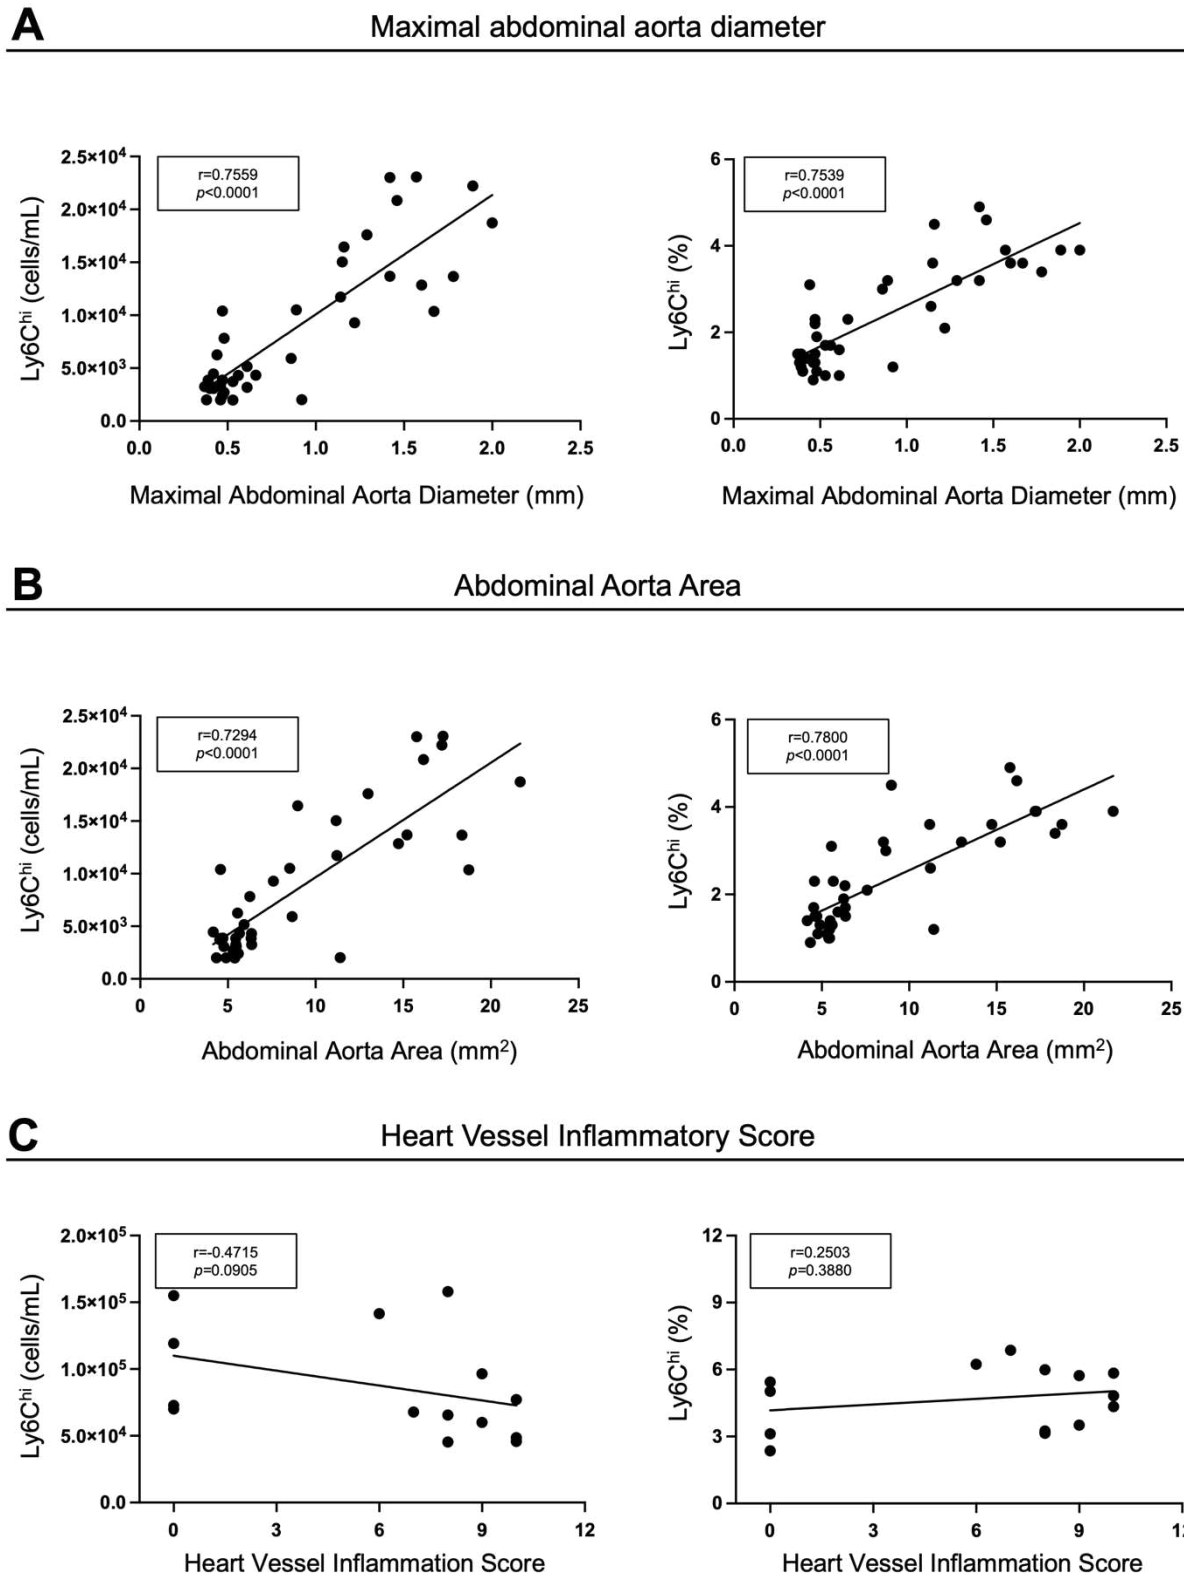 A
Maximal abdominal aorta diameter
r=0.7559
p<0.0001
Ly6Cʰⁱ (cells/mL)
2.5×10⁴
2.0×10⁴
1.5×10⁴
1.0×10⁴
5.0×10³
0.0
0.0 0.5 1.0 1.5 2.0 2.5
Maximal Abdominal Aorta Diameter (mm)
r=0.7539
p<0.0001
Ly6Cʰⁱ (%)
6
4
2
0
0.0 0.5 1.0 1.5 2.0 2.5
Maximal Abdominal Aorta Diameter (mm)
B
Abdominal Aorta Area
r=0.7294
p<0.0001
Ly6Cʰⁱ (cells/mL)
2.5×10⁴
2.0×10⁴
1.5×10⁴
1.0×10⁴
5.0×10³
0.0
0 5 10 15 20 25
Abdominal Aorta Area (mm²)
r=0.7800
p<0.0001
Ly6Cʰⁱ (%)
6
4
2
0
0 5 10 15 20 25
Abdominal Aorta Area (mm²)
C
Heart Vessel Inflammatory Score
r=-0.4715
p=0.0905
Ly6Cʰⁱ (cells/mL)
2.0×10⁵
1.5×10⁵
1.0×10⁵
5.0×10⁴
0.0
0 3 6 9 12
Heart Vessel Inflammation Score
r=0.2503
p=0.3880
Ly6Cʰⁱ (%)
12
9
6
3
0
0 3 6 9
Heart Vessel Inflammation Score